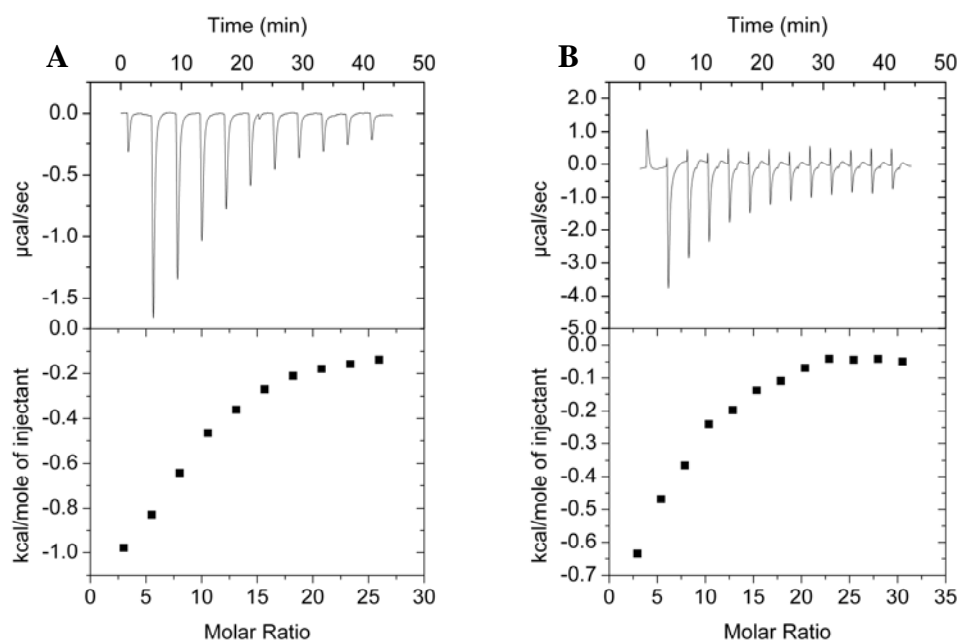 A
Time (min)
0 10 20 30 40 50
0.0
-0.5
-1.0
-1.5
µcal/sec
0.0
-0.2
-0.4
-0.6
-0.8
-1.0
kcal/mole of injectant
0 5 10 15 20 25 30
Molar Ratio
B
Time (min)
0 10 20 30 40 50
2.0
1.0
0.0
-1.0
-2.0
-3.0
-4.0
-5.0
µcal/sec
0.0
-0.1
-0.2
-0.3
-0.4
-0.5
-0.6
-0.7
kcal/mole of injectant
0 5 10 15 20 25 30 35
Molar Ratio